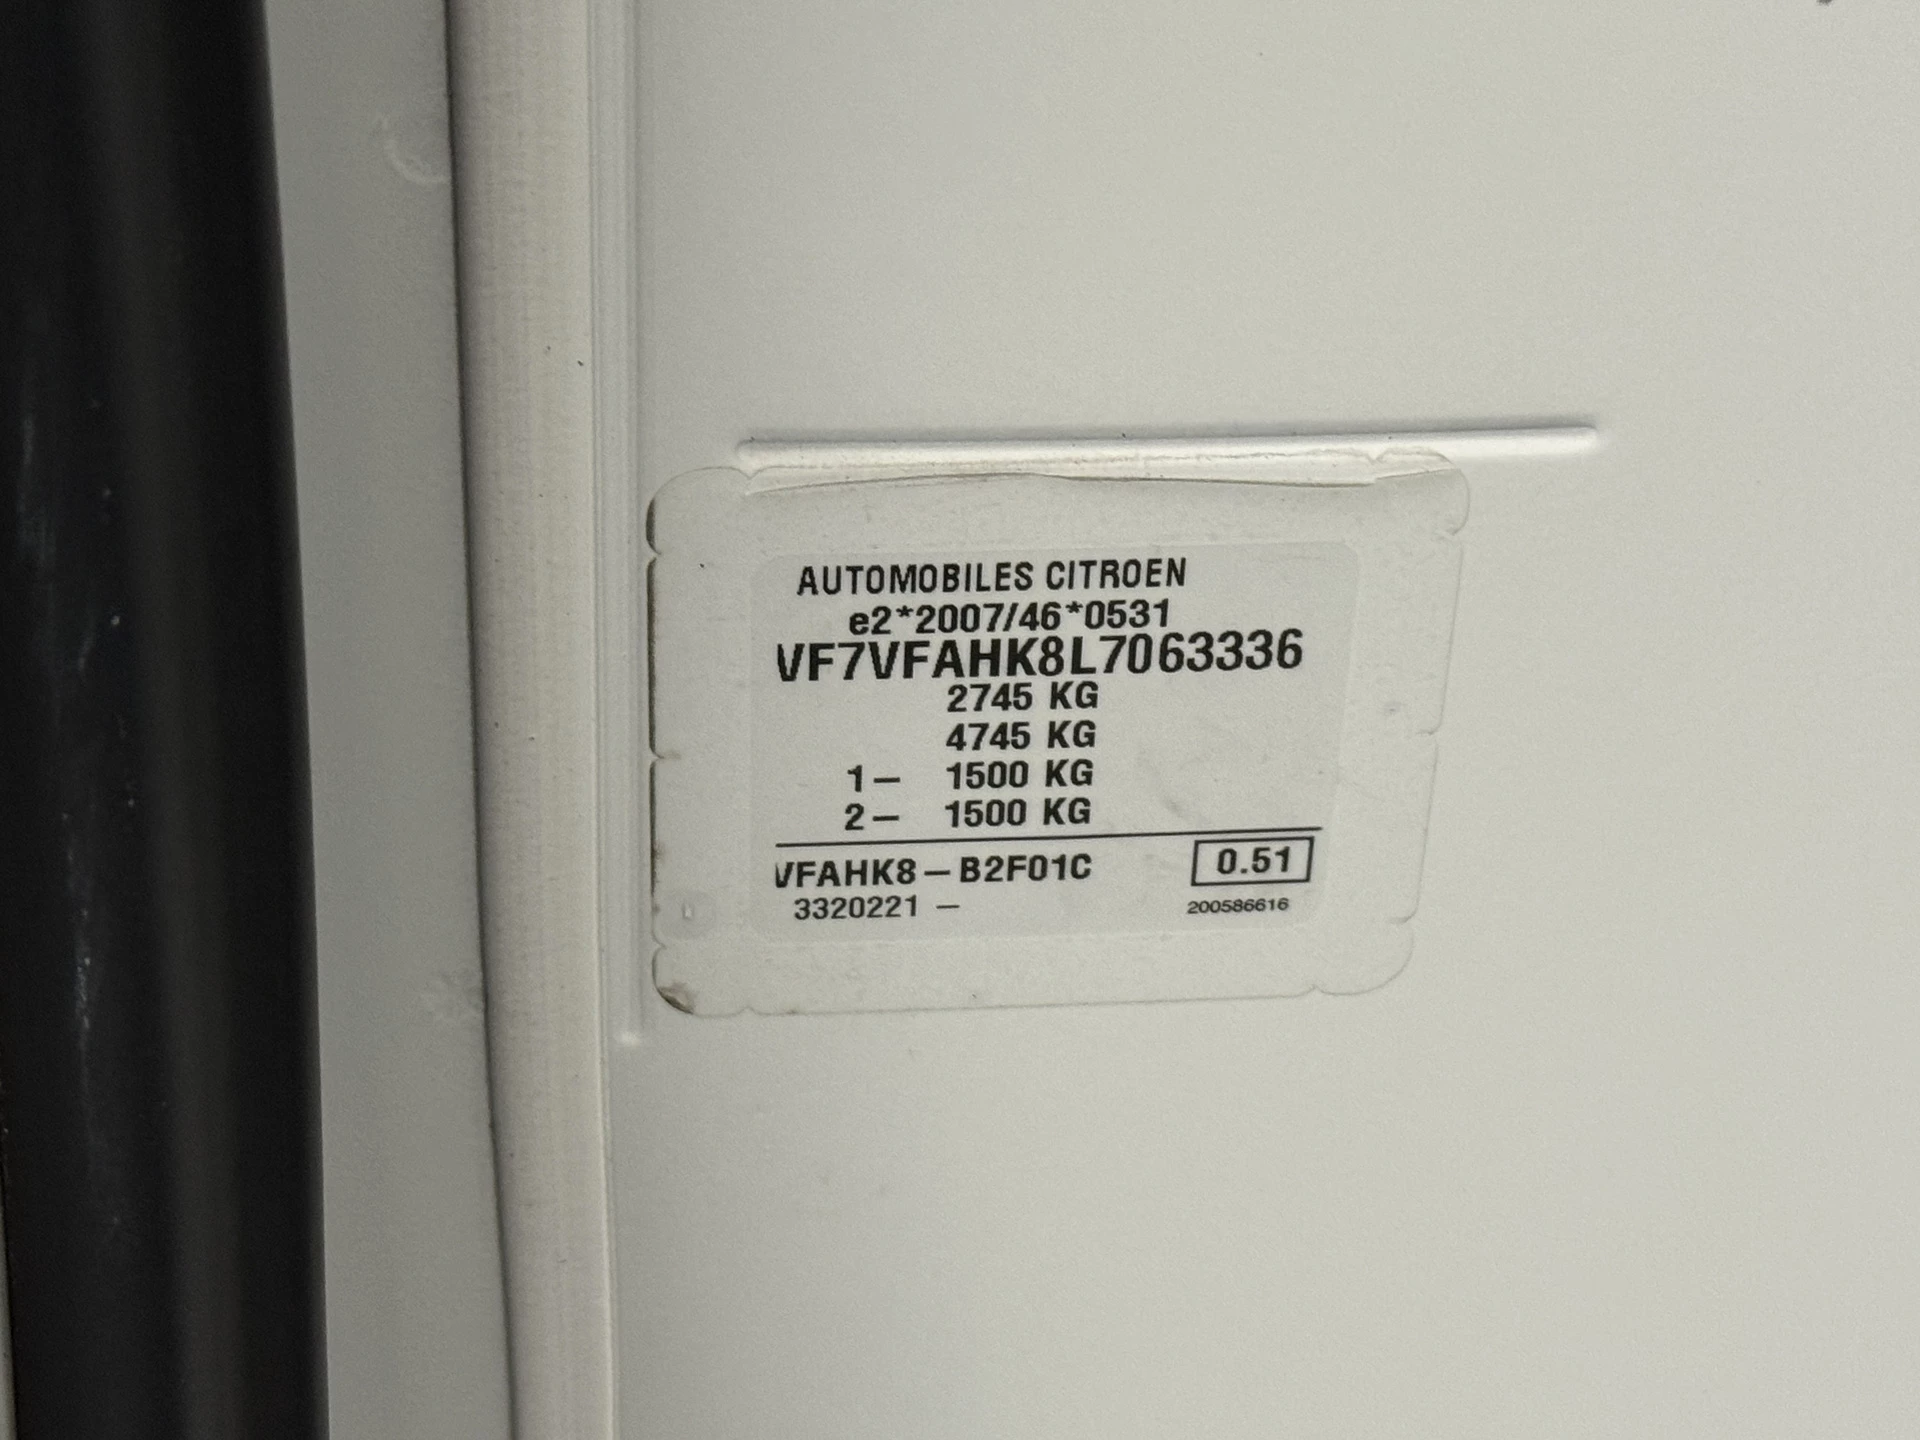 AUTOMOBILES CITROEN
e2*2007/46*0531
VF7VFAHK8L7063336
2745 KG
4745 KG
1- 1500 KG
2- 1500 KG
VFAHK8-B2F01C 0.51
3320221 - 200586616